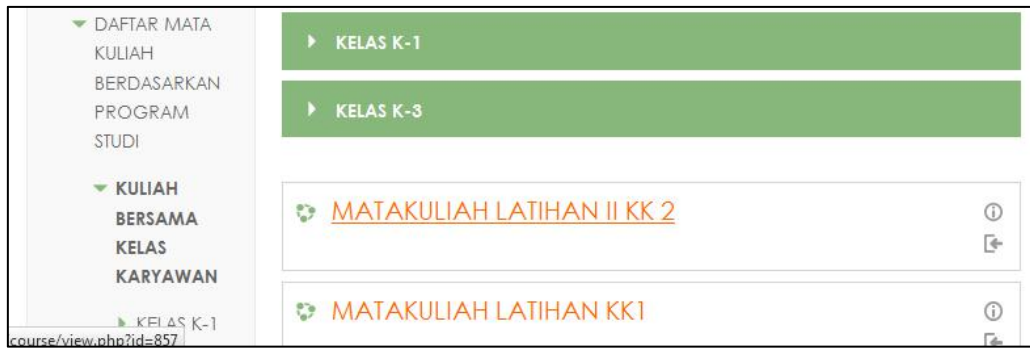 DAFTAR MATA
KULIAH
BERDASARKAN
PROGRAM
STUDI
KULIAH
BERSAMA
KELAS
KARYAWAN
KELAS K-1
course/view.php?id=857
KELAS K-1
KELAS K-3
MATAKULIAH LATIHAN II KK 2
MATAKULIAH LATIHAN KK1